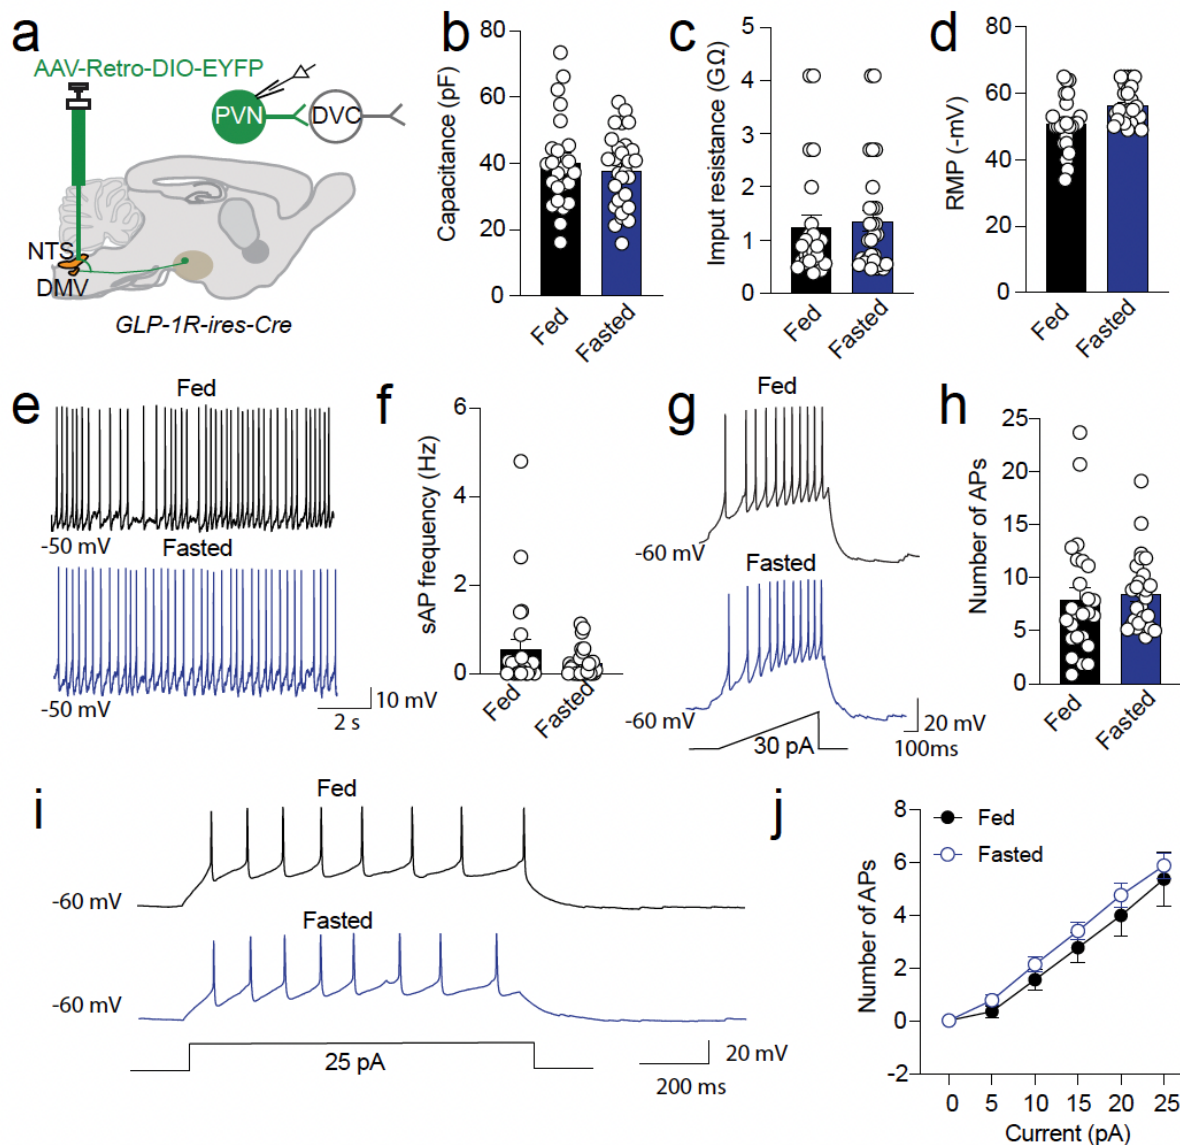 a
AAV-Retro-DIO-EYFP
PVN
DVC
NTS
DMV
GLP-1R-ires-Cre
b
Capacitance (pF)
80
60
40
20
0
Fed
Fasted
c
Imput resistance (GΩ)
5
4
3
2
1
0
Fed
Fasted
d
RMP (-mV)
80
60
40
20
0
Fed
Fasted
e
Fed
-50 mV
Fasted
-50 mV
10 mV
2 s
f
sAP frequency (Hz)
6
4
2
0
Fed
Fasted
g
Fed
-60 mV
Fasted
-60 mV
30 pA
20 mV
100ms
h
Number of APs
25
20
15
10
5
0
Fed
Fasted
i
Fed
-60 mV
Fasted
-60 mV
25 pA
20 mV
200 ms
j
Fed
Fasted
Number of APs
8
6
4
2
0
-2
0 5 10 15 20 25
Current (pA)